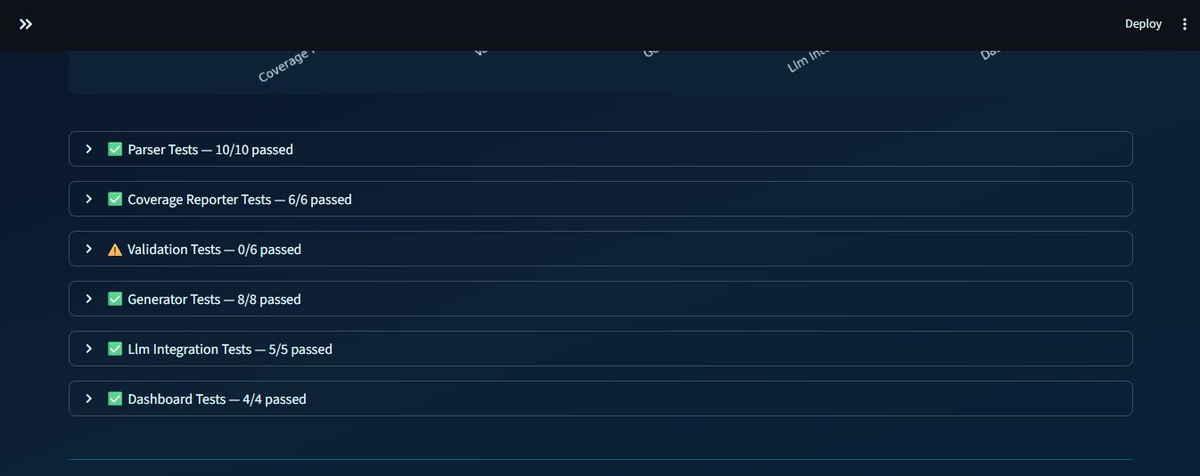 Deploy
Coverage
Parser Tests — 10/10 passed
Coverage Reporter Tests — 6/6 passed
Validation Tests — 0/6 passed
Generator Tests — 8/8 passed
Llm Integration Tests — 5/5 passed
Dashboard Tests — 4/4 passed